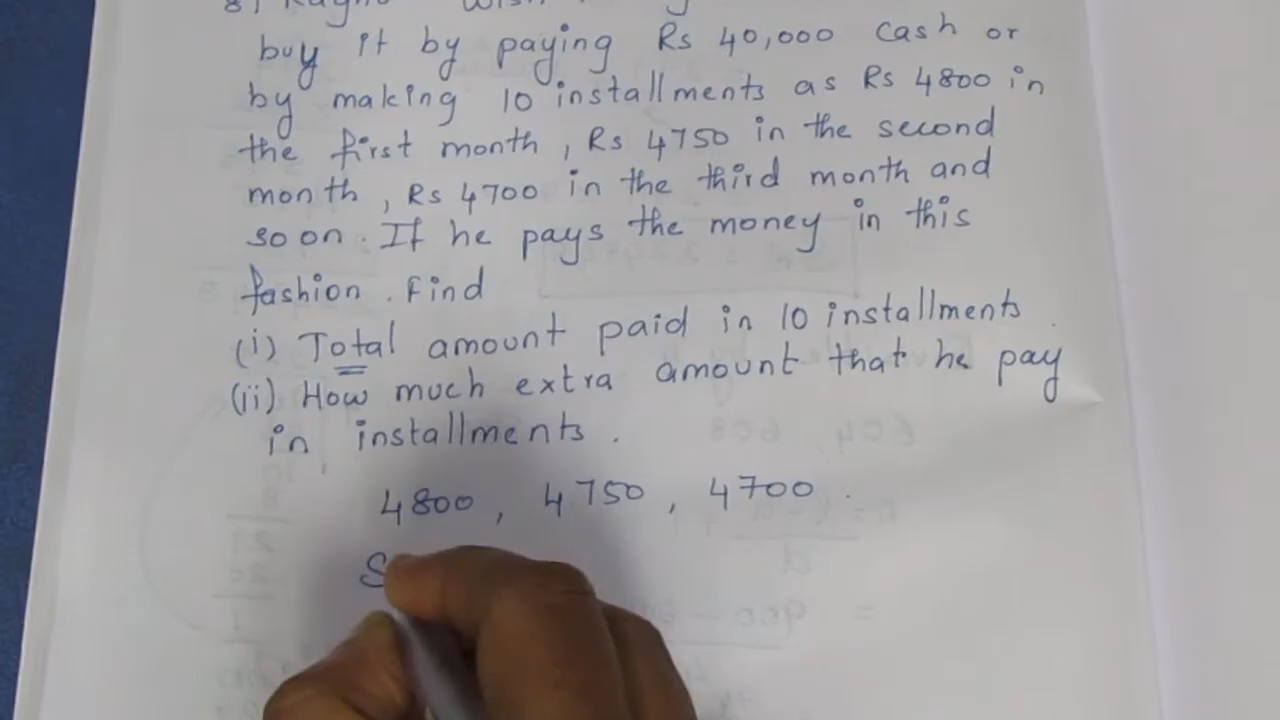 buy it by paying Rs 40,000 cash or
by making 10 installments as Rs 4800 in
the first month, Rs 4750 in the second
month, Rs 4700 in the third month and
so on. If he pays the money in this
fashion. Find
(i) Total amount paid in 10 installments
(ii) How much extra amount that he pay
in installments.
4800, 4750, 4700.
S